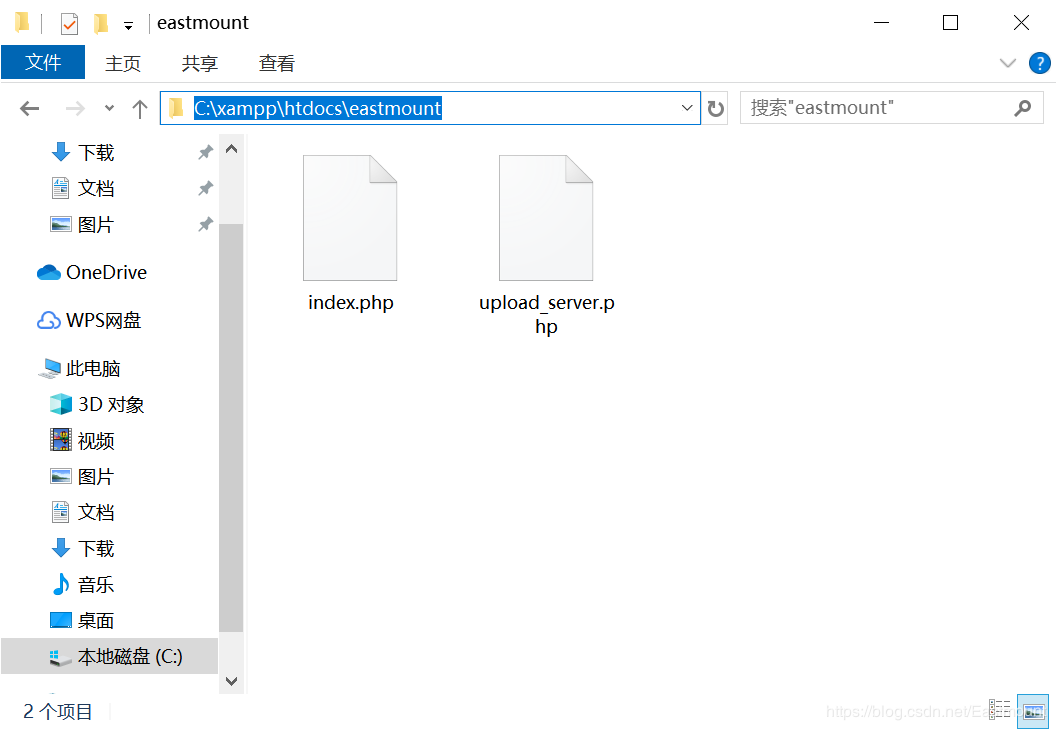 eastmount
文件
主页
共享
查看
?
C:\xampp\htdocs\eastmount
搜索"eastmount"
下载
文档
图片
OneDrive
WPS网盘
此电脑
3D 对象
视频
图片
文档
下载
音乐
桌面
本地磁盘 (C:)
index.php
upload_server.p
hp
2 个项目
https://blog.csdn.net/